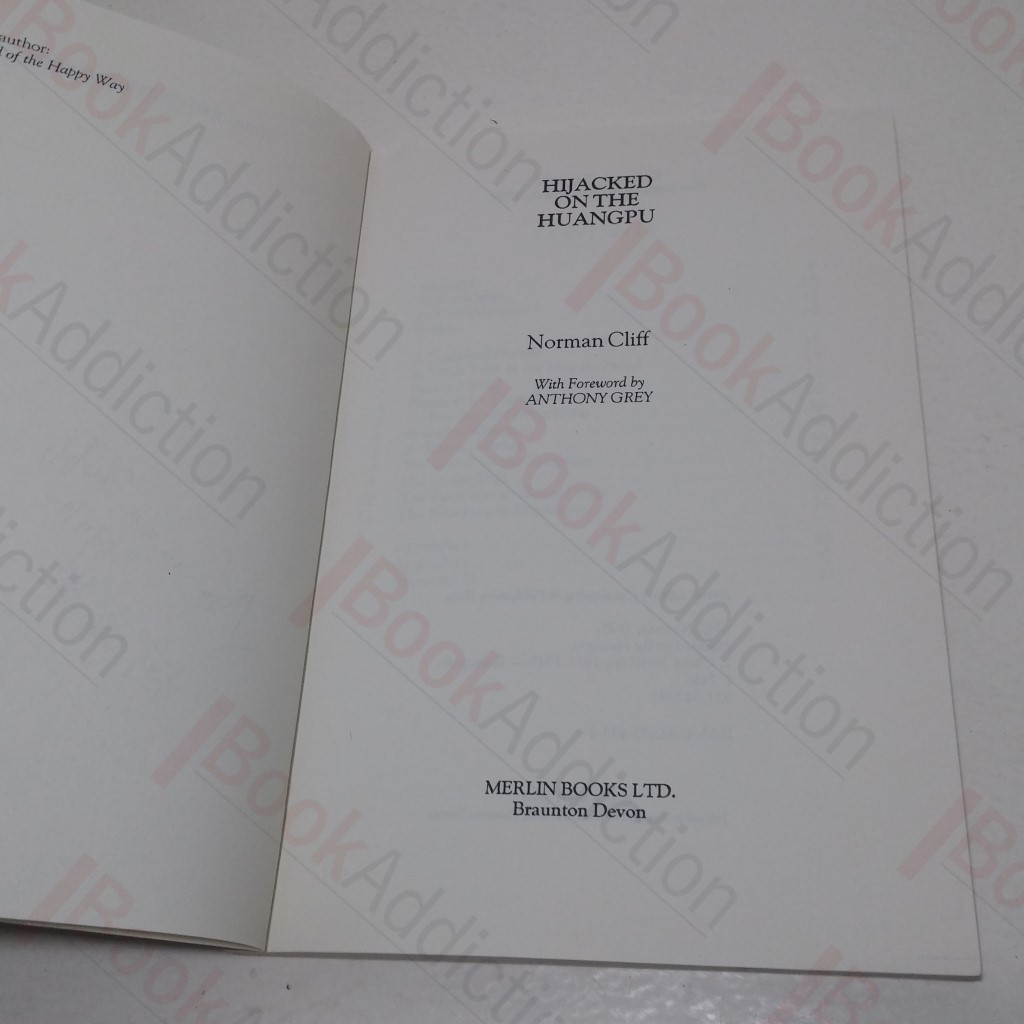 author:
of the Happy Way
HIJACKED
ON THE
HUANGPU
Norman Cliff
With Foreword by
ANTHONY GREY
MERLIN BOOKS LTD.
Braunton Devon
BookAddiction